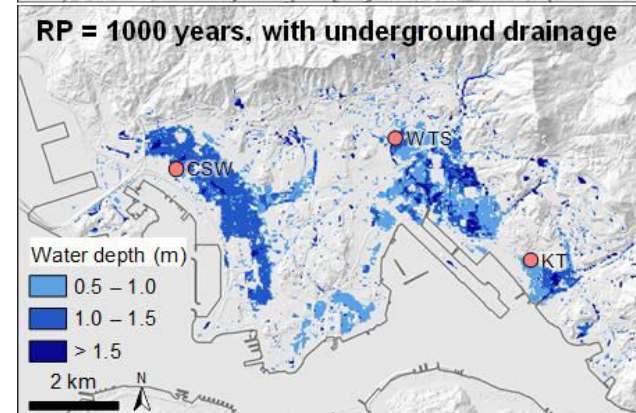 RP = 1000 years, with underground drainage
WTS
CSW
KT
Water depth (m)
0.5 – 1.0
1.0 – 1.5
> 1.5
2 km
N